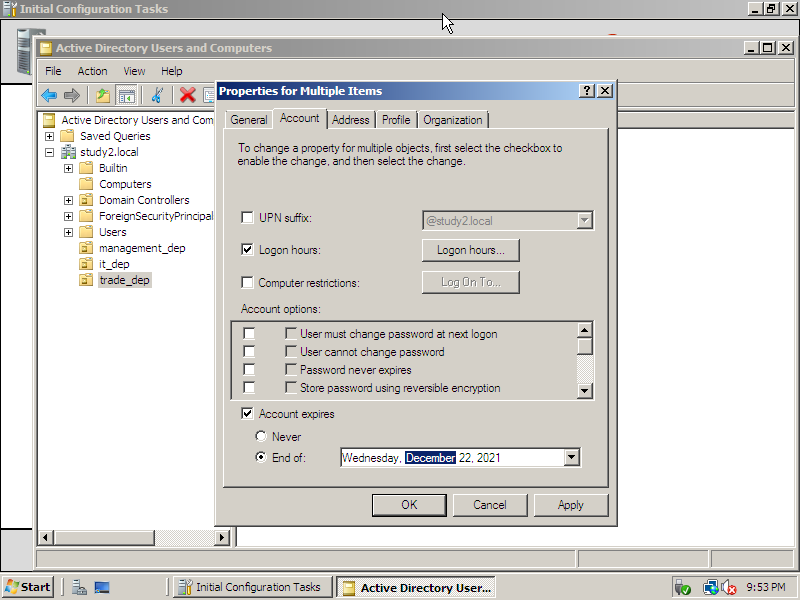 Initial Configuration Tasks
Active Directory Users and Computers
File Action View Help
Active Directory Users and Com
Saved Queries
study2.local
Builtin
Computers
Domain Controllers
ForeignSecurityPrincipal
Users
management_dep
it_dep
trade_dep
Properties for Multiple Items
General Account Address Profile Organization
To change a property for multiple objects, first select the checkbox to
enable the change, and then select the change.
UPN suffix: @study2.local
Logon hours: Logon hours...
Computer restrictions: Log On To...
Account options:
User must change password at next logon
User cannot change password
Password never expires
Store password using reversible encryption
Account expires
Never
End of: Wednesday, December 22, 2021
OK Cancel Apply
Start Initial Configuration Tasks Active Directory User... 9:53 PM